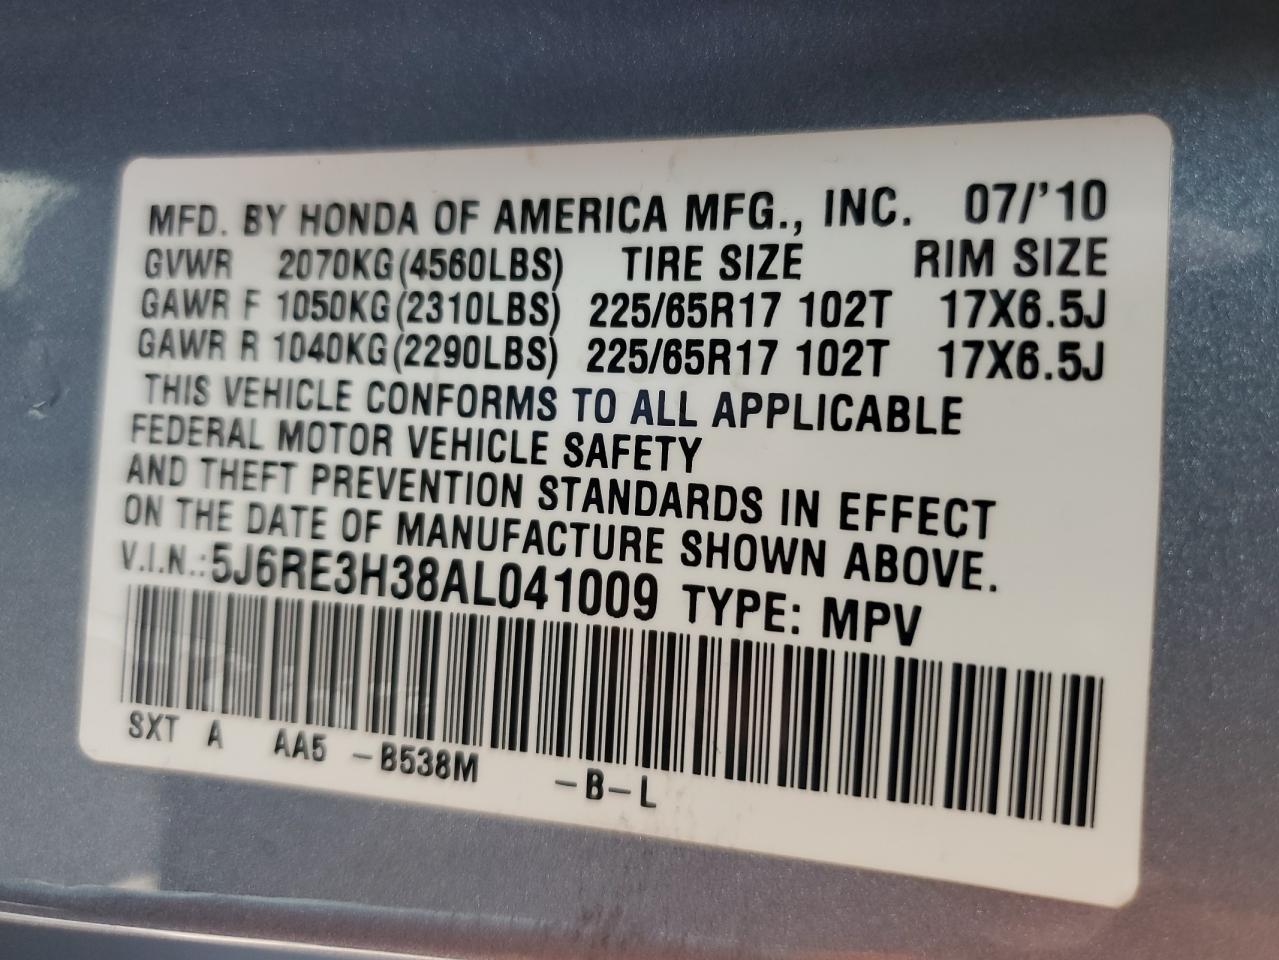 MFD. BY HONDA OF AMERICA MFG., INC. 07/'10
GVWR 2070KG(4560LBS) TIRE SIZE RIM SIZE
GAWR F 1050KG(2310LBS) 225/65R17 102T 17X6.5J
GAWR R 1040KG(2290LBS) 225/65R17 102T 17X6.5J
THIS VEHICLE CONFORMS TO ALL APPLICABLE
FEDERAL MOTOR VEHICLE SAFETY
AND THEFT PREVENTION STANDARDS IN EFFECT
ON THE DATE OF MANUFACTURE SHOWN ABOVE.
V.I.N.:5J6RE3H38AL041009 TYPE: MPV
SXT A AA5 -B538M -B-L